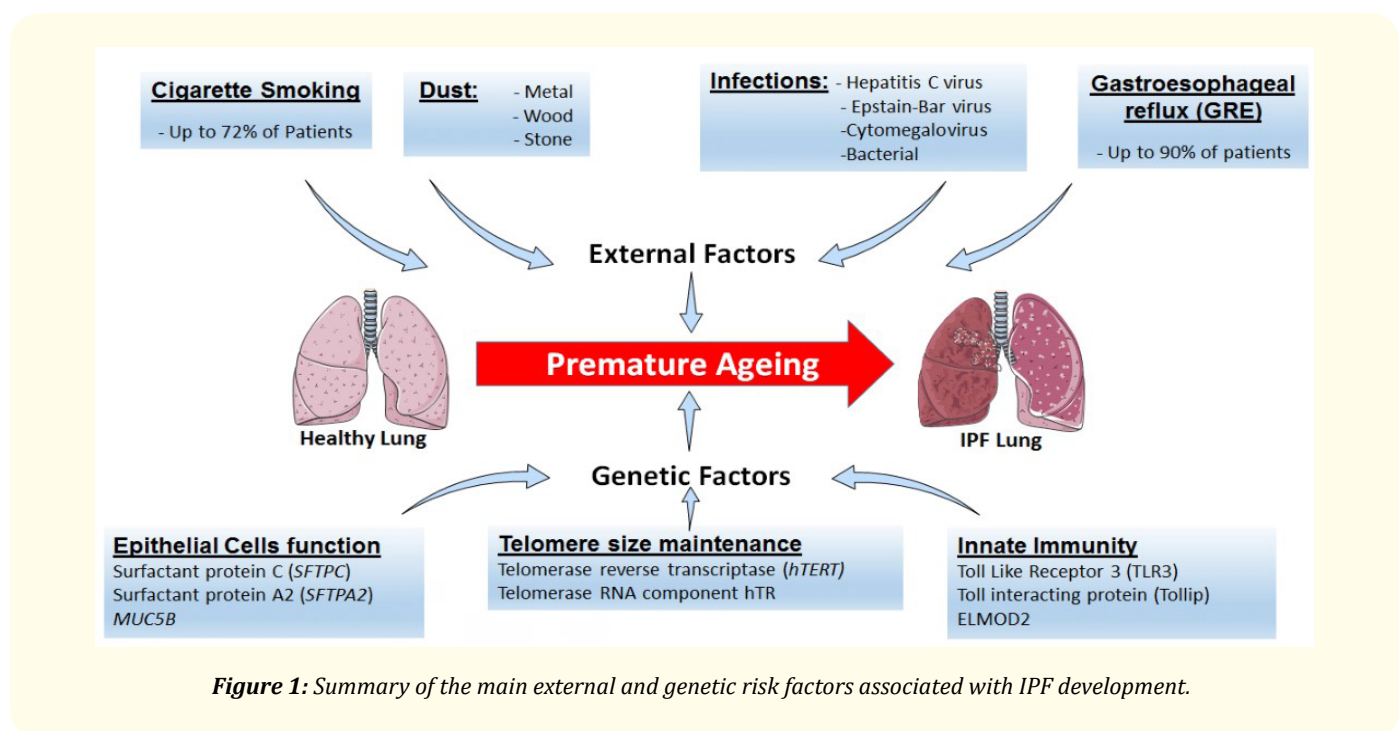 Cigarette Smoking
- Up to 72% of Patients
Dust:
- Metal
- Wood
- Stone
Infections: - Hepatitis C virus
- Epstain-Bar virus
-Cytomegalovirus
-Bacterial
Gastroesophageal
reflux (GRE)
- Up to 90% of patients
External Factors
Premature Ageing
Healthy Lung
IPF Lung
Genetic Factors
Epithelial Cells function
Surfactant protein C (SFTPC)
Surfactant protein A2 (SFTPA2)
MUC5B
Telomere size maintenance
Telomerase reverse transcriptase (hTERT)
Telomerase RNA component hTR
Innate Immunity
Toll Like Receptor 3 (TLR3)
Toll interacting protein (Tollip)
ELMOD2
Figure 1: Summary of the main external and genetic risk factors associated with IPF development.